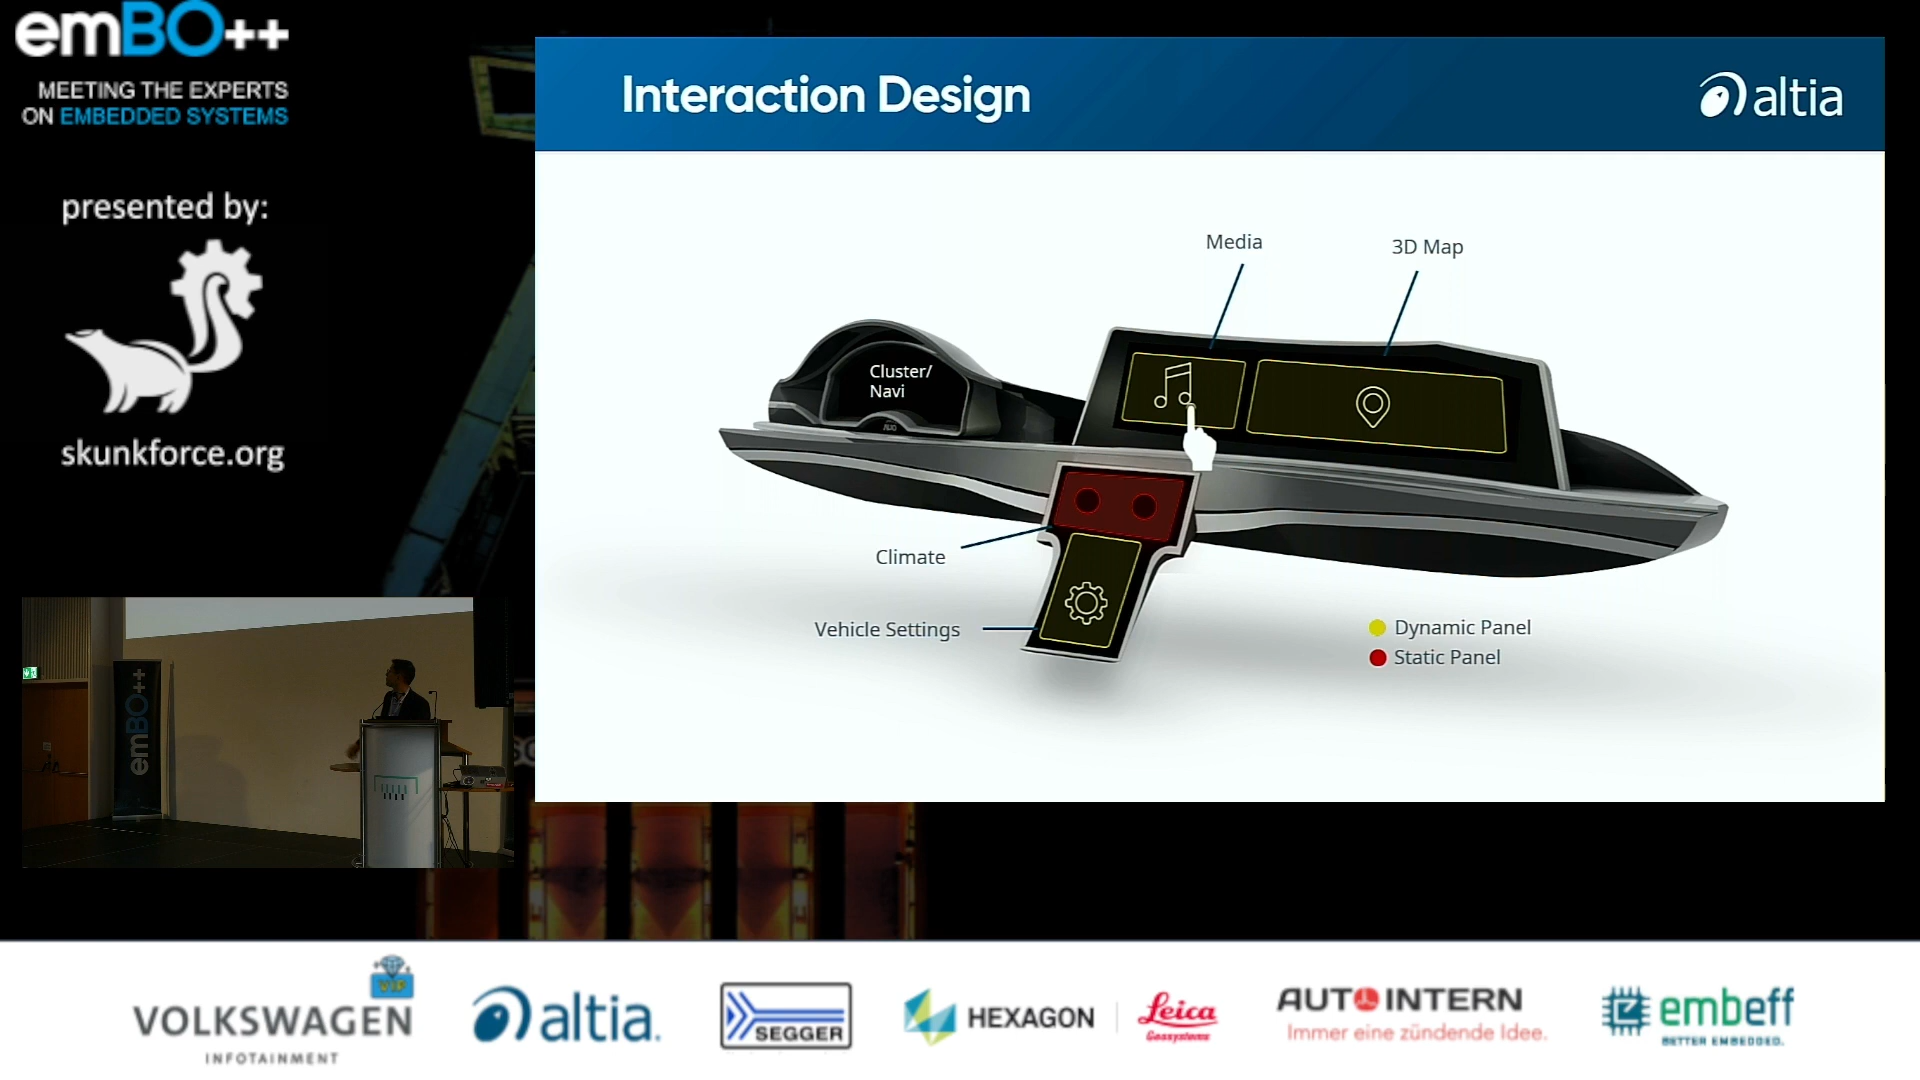 emBO++
MEETING THE EXPERTS
ON EMBEDDED SYSTEMS
presented by:
skunkforce.org
Interaction Design
altia
Media
3D Map
Cluster/
Navi
Climate
Vehicle Settings
Dynamic Panel
Static Panel
emBO++
VIP
VOLKSWAGEN
INFOTAINMENT
altia.
SEGGER
HEXAGON
Leica
Geosystems
AUTOINTERN
Immer eine zündende Idee.
embeff
BETTER EMBEDDED.